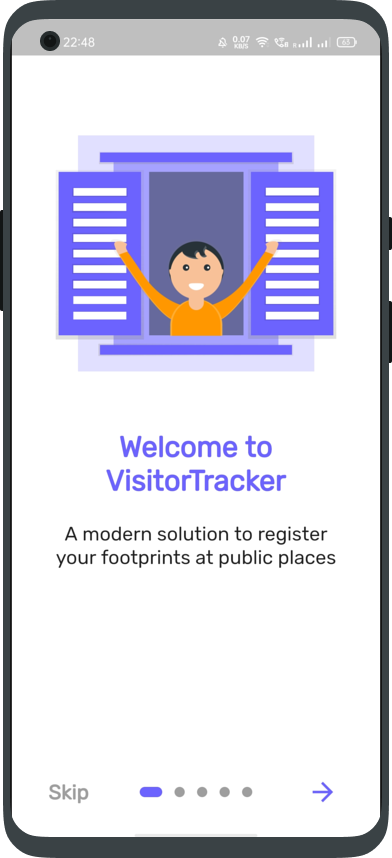 22:48 0.07 KB/S 63
Welcome to
VisitorTracker
A modern solution to register
your footprints at public places
Skip